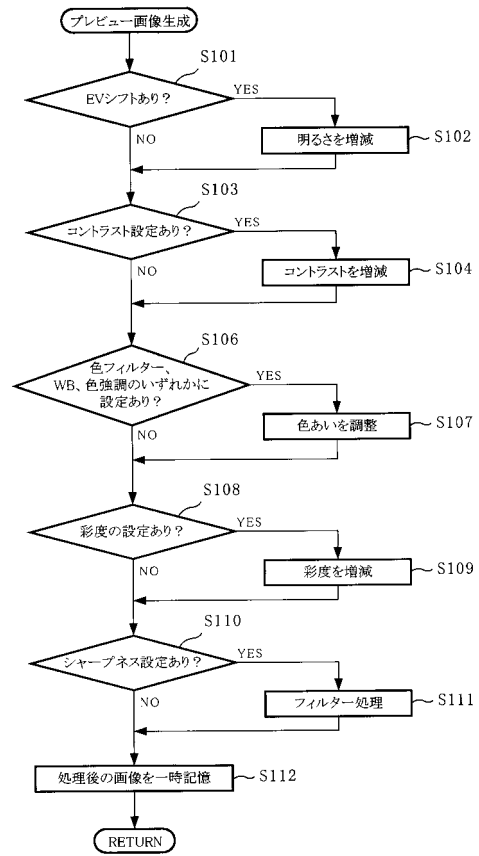 プレビュー画像生成
S101
EVシフトあり？
YES
NO
明るさを増減
S102
S103
コントラスト設定あり？
YES
NO
コントラストを増減
S104
S106
色フィルター、
WB、色強調のいずれかに
設定あり？
YES
NO
色あいを調整
S107
S108
彩度の設定あり？
YES
NO
彩度を増減
S109
S110
シャープネス設定あり？
YES
NO
フィルター処理
S111
処理後の画像を一時記憶
S112
RETURN